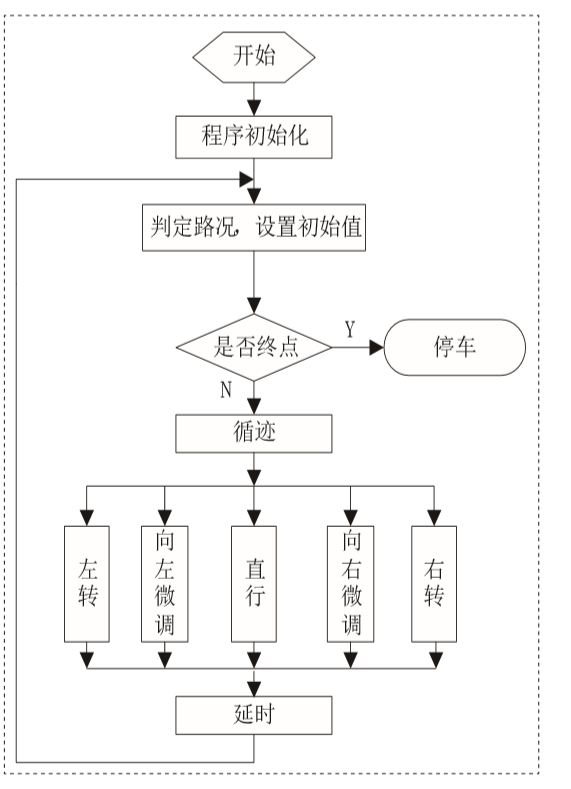 开始
程序初始化
判定路况，设置初始值
是否终点
Y
停车
N
循迹
左转
向左微调
直行
向右微调
右转
延时